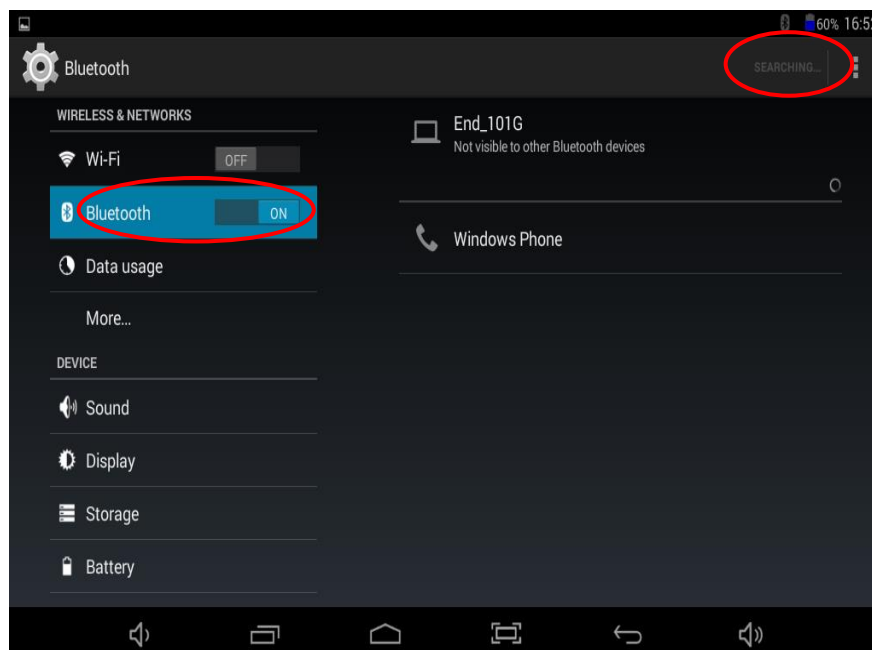 60% 16:52
Bluetooth
SEARCHING...
WIRELESS & NETWORKS
Wi-Fi OFF
Bluetooth ON
Data usage
More...
DEVICE
Sound
Display
Storage
Battery
End_101G
Not visible to other Bluetooth devices
Windows Phone